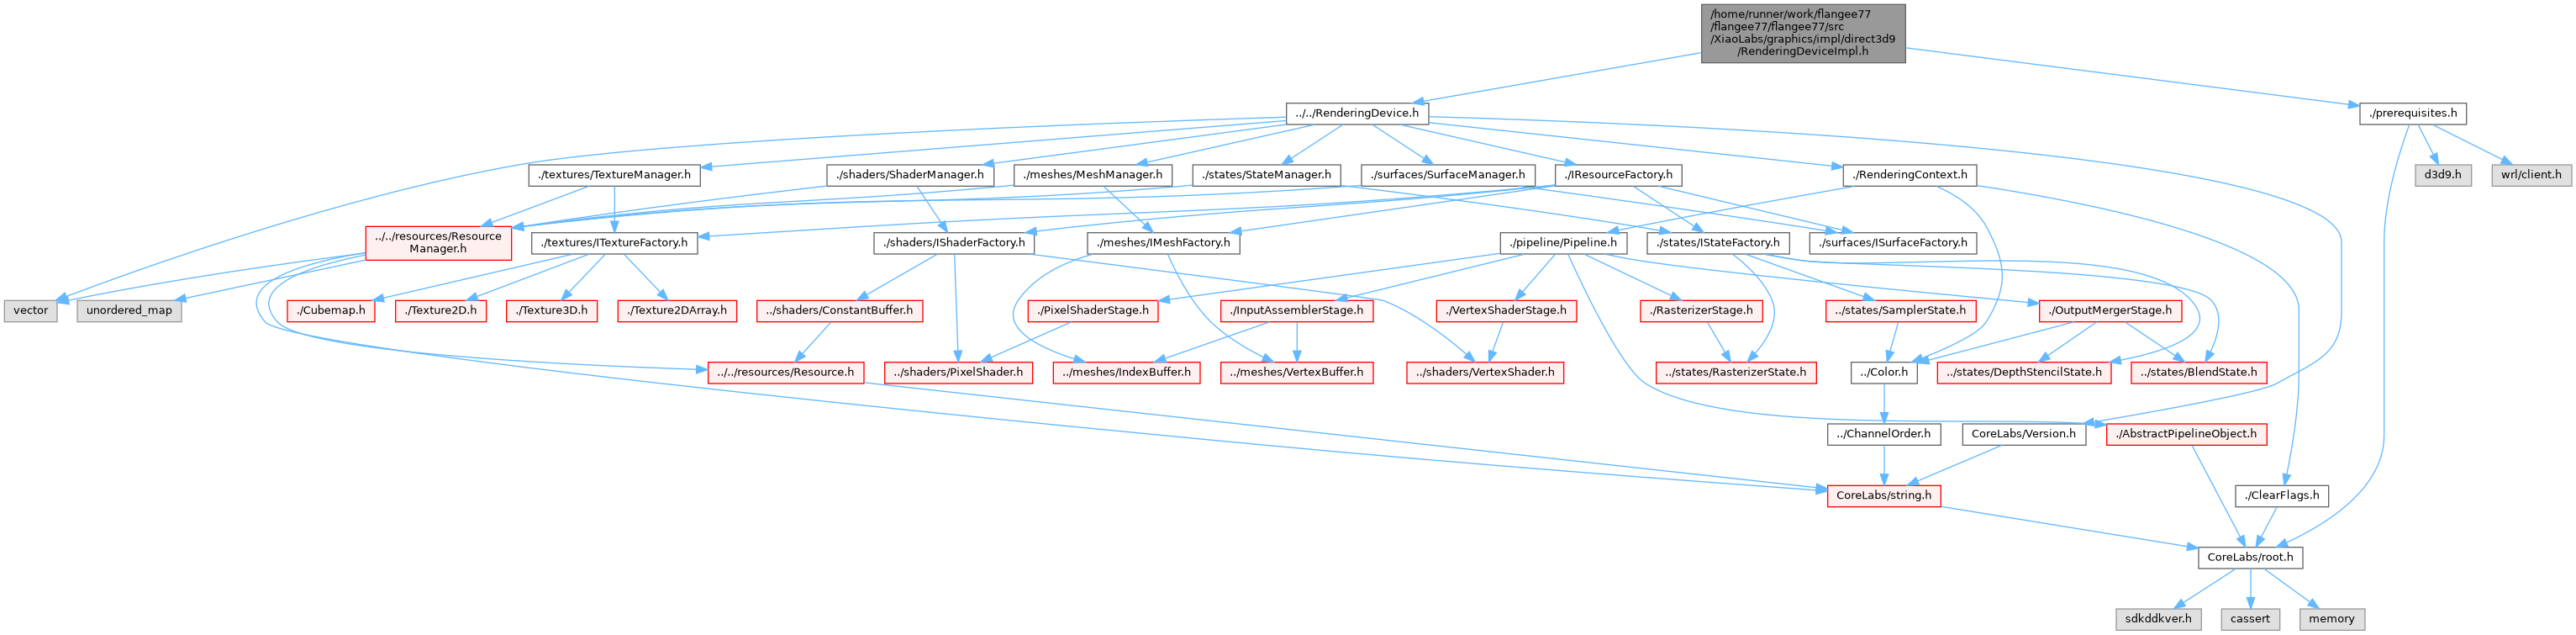 /home/runner/work/flangee77
/flangee77/flangee77/src
/XiaoLabs/graphics/impl/direct3d9
/RenderingDeviceImpl.h
../../RenderingDevice.h
./prerequisites.h
./textures/TextureManager.h
./shaders/ShaderManager.h
./meshes/MeshManager.h
./states/StateManager.h
./surfaces/SurfaceManager.h
./IResourceFactory.h
./RenderingContext.h
d3d9.h
wrl/client.h
../../resources/Resource
Manager.h
./textures/ITextureFactory.h
./shaders/IShaderFactory.h
./meshes/IMeshFactory.h
./pipeline/Pipeline.h
./states/IStateFactory.h
./surfaces/ISurfaceFactory.h
vector
unordered_map
./Cubemap.h
./Texture2D.h
./Texture3D.h
./Texture2DArray.h
../shaders/ConstantBuffer.h
./PixelShaderStage.h
./InputAssemblerStage.h
./VertexShaderStage.h
./RasterizerStage.h
../states/SamplerState.h
./OutputMergerStage.h
../../resources/Resource.h
../shaders/PixelShader.h
../meshes/IndexBuffer.h
../meshes/VertexBuffer.h
../shaders/VertexShader.h
../states/RasterizerState.h
../Color.h
../states/DepthStencilState.h
../states/BlendState.h
../ChannelOrder.h
CoreLabs/Version.h
./AbstractPipelineObject.h
CoreLabs/string.h
./ClearFlags.h
CoreLabs/root.h
sdkddkver.h
cassert
memory